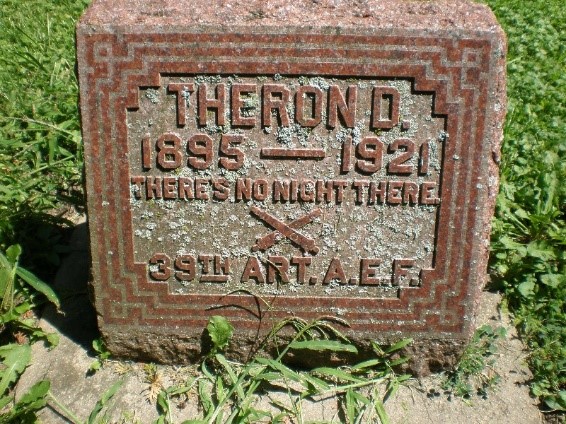 THERON D.
1895 — 1921
THERE'S NO NIGHT THERE.
39TH ART. A.E.F.